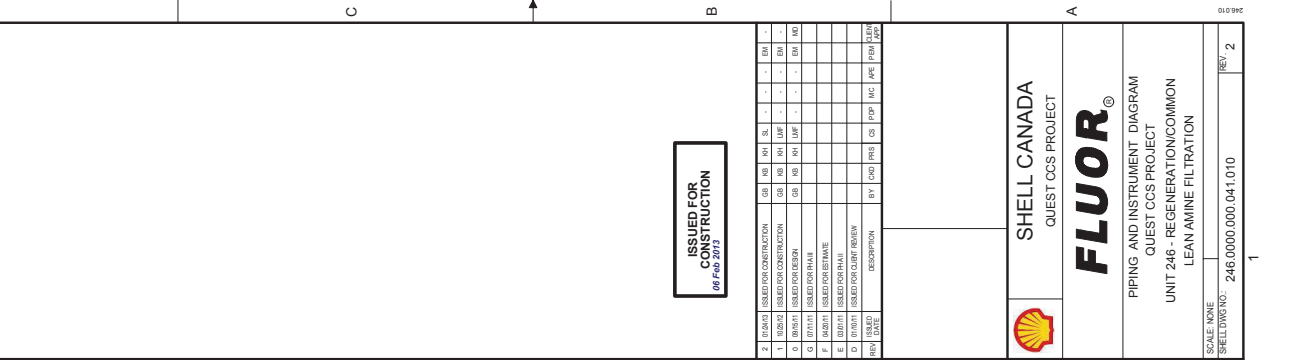 C
B
A
246.010
ISSUED FOR
CONSTRUCTION
06 Feb 2013
2 01/24/13 ISSUED FOR CONSTRUCTION GB KB KH SL - - - EM -
1 10/25/12 ISSUED FOR CONSTRUCTION GB KB KH LMF - - - EM -
0 09/15/11 ISSUED FOR DESIGN GB KB KH LMF - - - EM MD
G 07/11/11 ISSUED FOR PHA III
F 04/20/11 ISSUED FOR ESTIMATE
E 03/01/11 ISSUED FOR PHA II
D 01/10/11 ISSUED FOR CLIENT REVIEW
REV ISSUED DATE DESCRIPTION BY CKD PRS CS PDP MC APE PEM CLIENT APP
SHELL CANADA
QUEST CCS PROJECT
FLUOR®
PIPING AND INSTRUMENT DIAGRAM
QUEST CCS PROJECT
UNIT 246 - REGENERATION/COMMON
LEAN AMINE FILTRATION
SCALE: NONE
SHELL DWG NO.: 246.0000.000.041.010 REV. 2
1